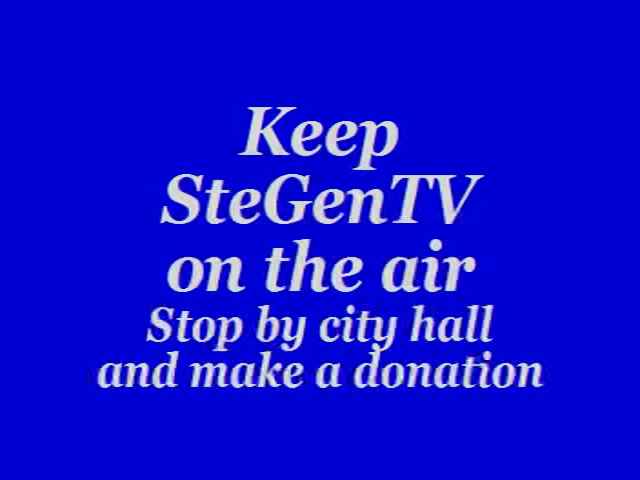 Keep
SteGenTV
on the air
Stop by city hall
and make a donation